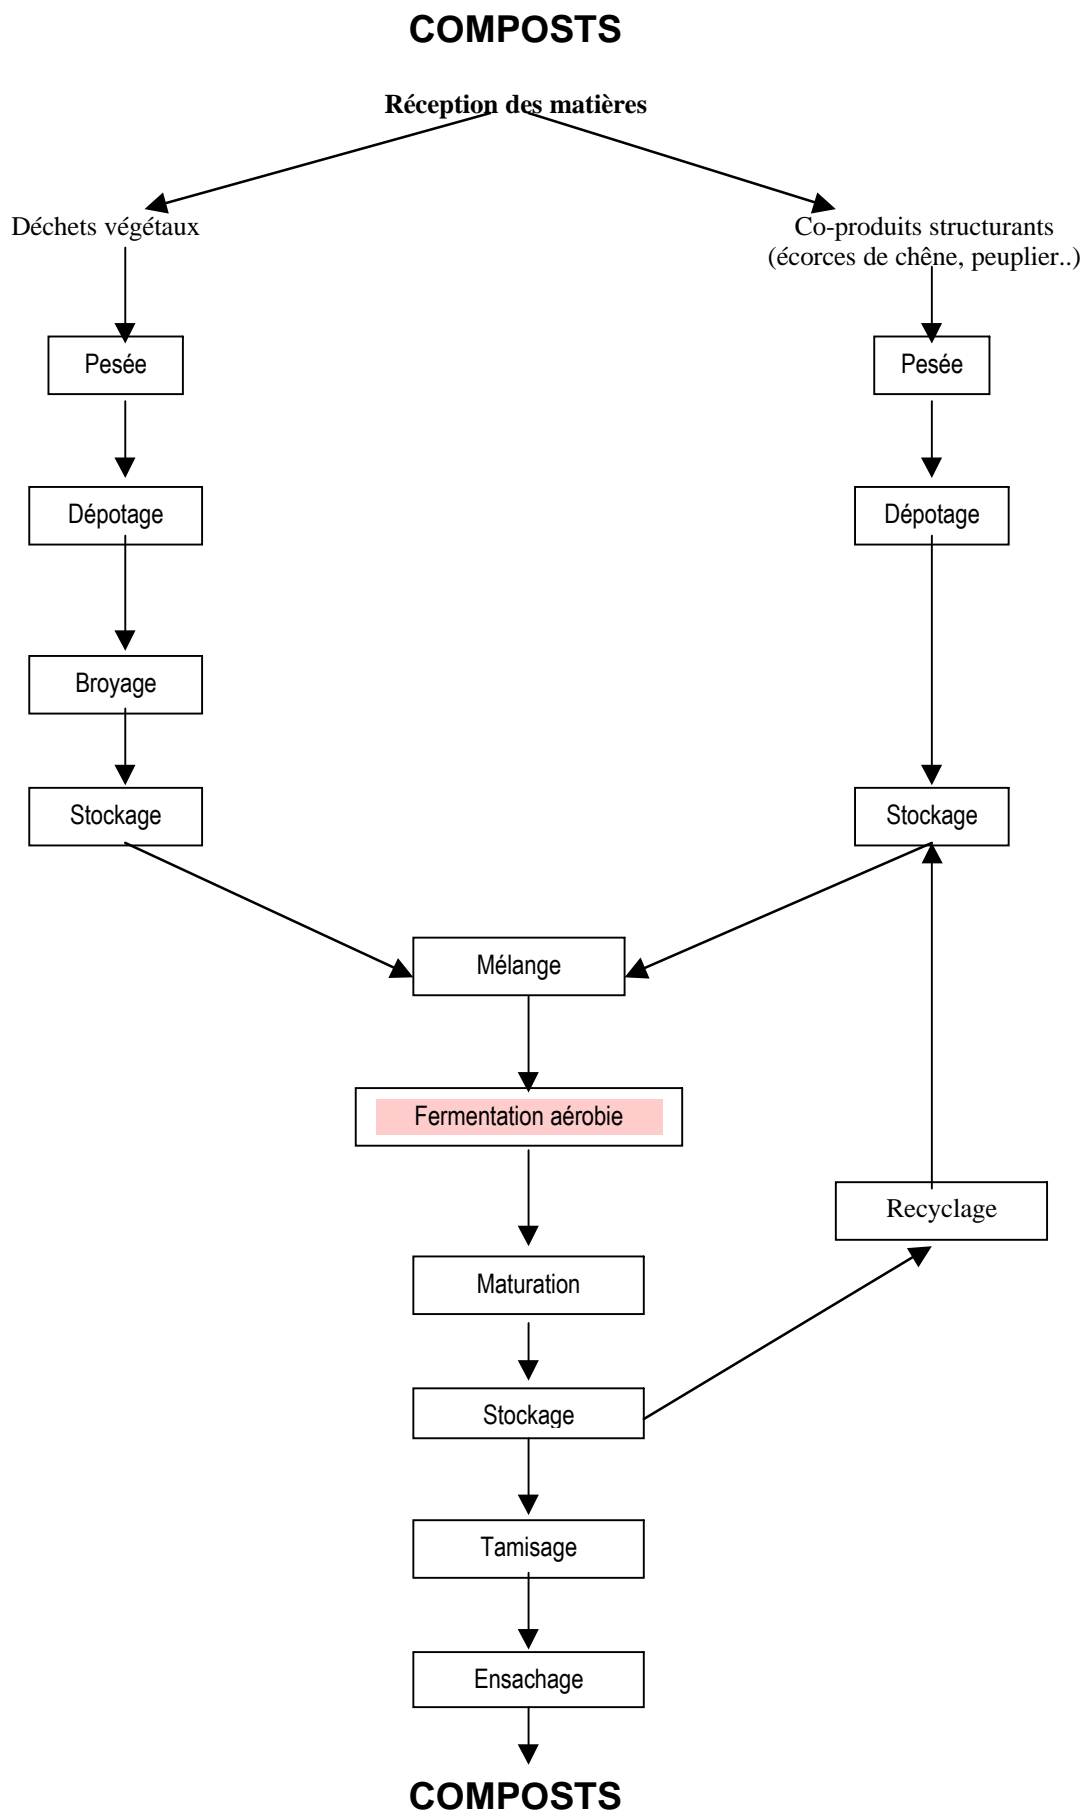 COMPOSTS
Réception des matières
Déchets végétaux
Co-produits structurants
(écorces de chêne, peuplier..)
Pesée
Pesée
Dépotage
Dépotage
Broyage
Stockage
Stockage
Mélange
Fermentation aérobie
Recyclage
Maturation
Stockage
Tamisage
Ensachage
COMPOSTS